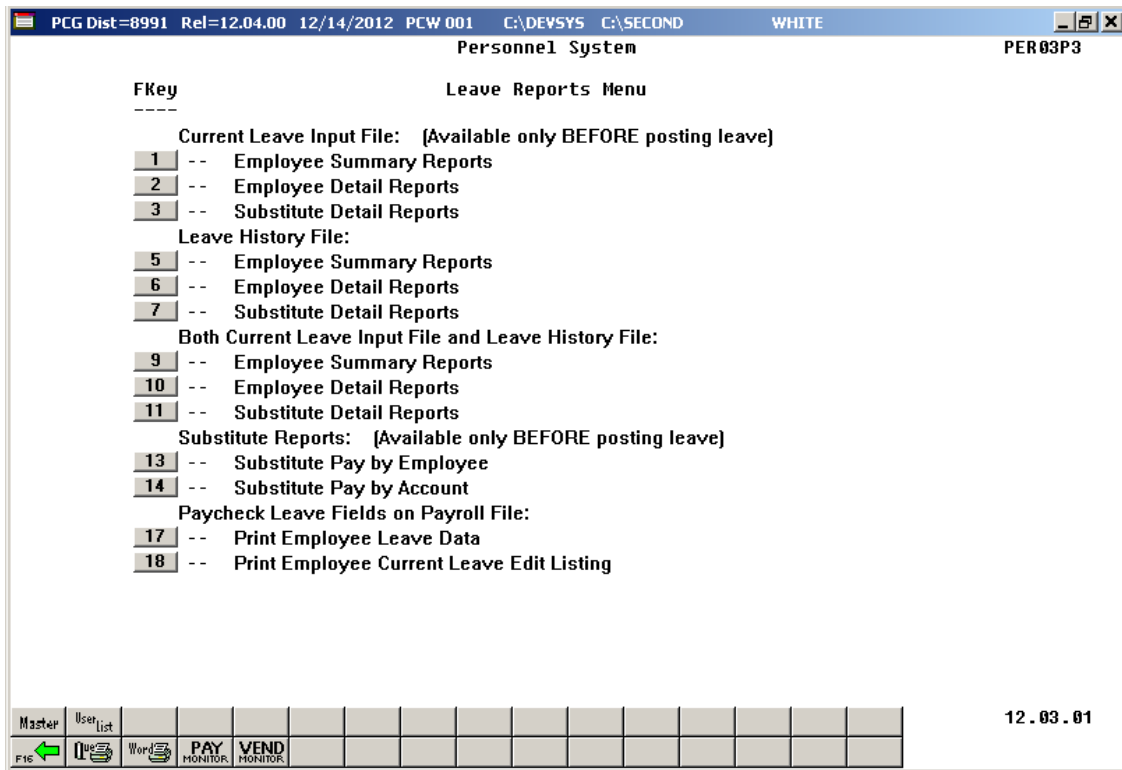 PCG Dist=8991 Rel=12.04.00 12/14/2012 PCW 001 C:\DEVSYS C:\SECOND WHITE
Personnel System PER03P3
FKey Leave Reports Menu
----
Current Leave Input File: (Available only BEFORE posting leave)
1 -- Employee Summary Reports
2 -- Employee Detail Reports
3 -- Substitute Detail Reports
Leave History File:
5 -- Employee Summary Reports
6 -- Employee Detail Reports
7 -- Substitute Detail Reports
Both Current Leave Input File and Leave History File:
9 -- Employee Summary Reports
10 -- Employee Detail Reports
11 -- Substitute Detail Reports
Substitute Reports: (Available only BEFORE posting leave)
13 -- Substitute Pay by Employee
14 -- Substitute Pay by Account
Paycheck Leave Fields on Payroll File:
17 -- Print Employee Leave Data
18 -- Print Employee Current Leave Edit Listing
Master User List 12.03.01
F16 Que Word PAY MONITOR VEND MONITOR